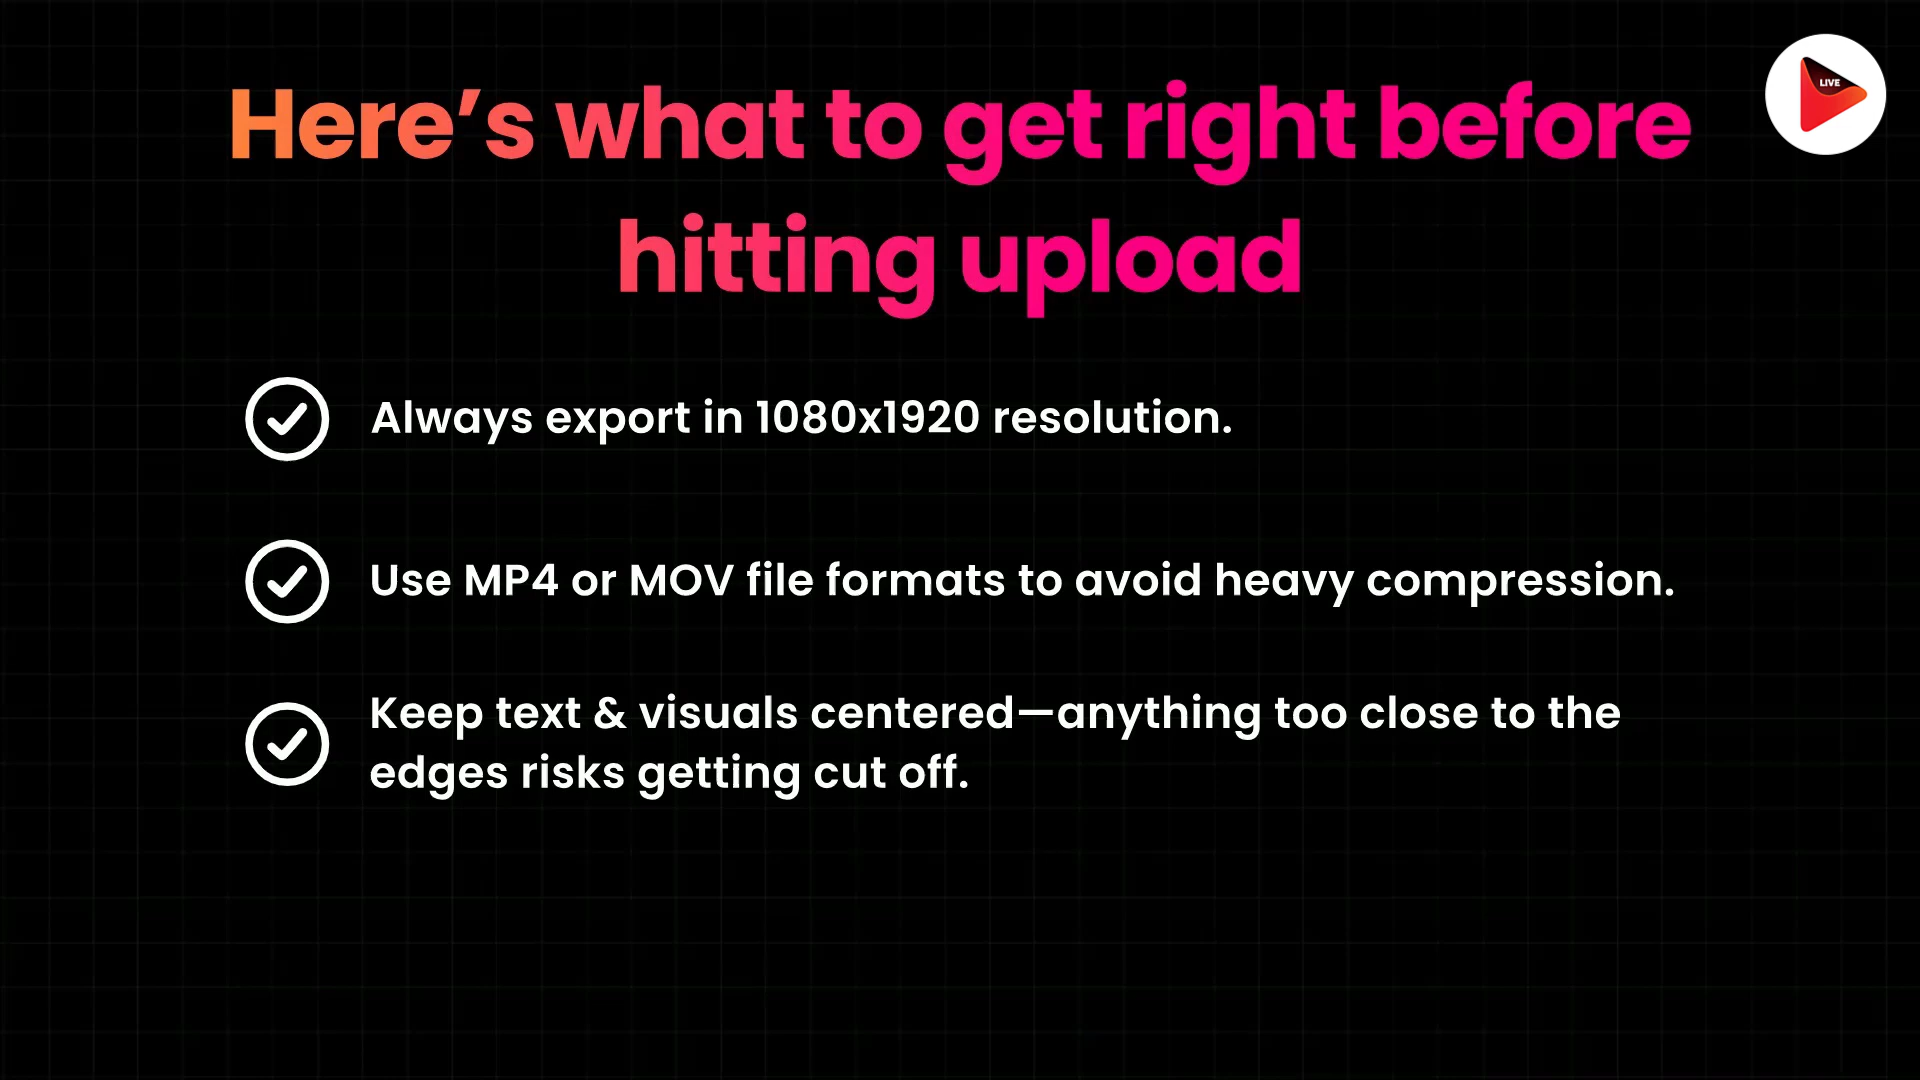 Here’s what to get right before
hitting upload
LIVE
Always export in 1080x1920 resolution.
Use MP4 or MOV file formats to avoid heavy compression.
Keep text & visuals centered—anything too close to the
edges risks getting cut off.